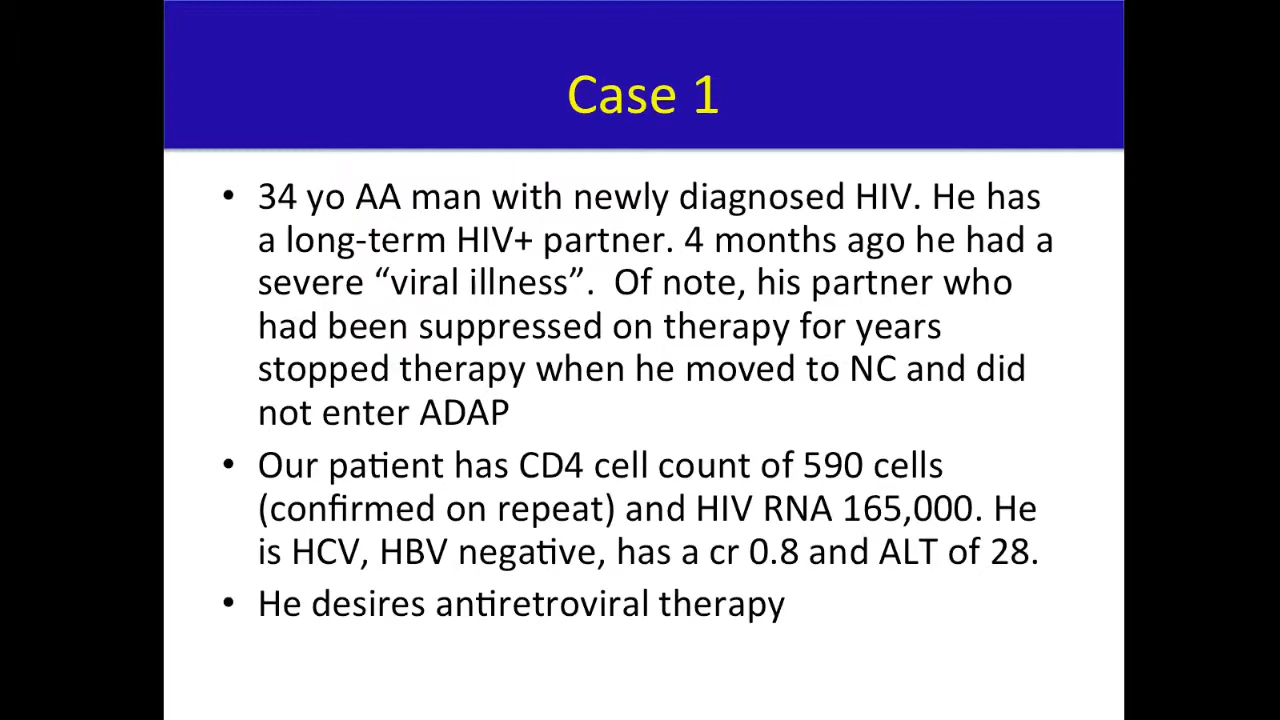 Case 1
• 34 yo AA man with newly diagnosed HIV. He has
a long-term HIV+ partner. 4 months ago he had a
severe “viral illness”.  Of note, his partner who
had been suppressed on therapy for years
stopped therapy when he moved to NC and did
not enter ADAP
• Our patient has CD4 cell count of 590 cells
(confirmed on repeat) and HIV RNA 165,000. He
is HCV, HBV negative, has a cr 0.8 and ALT of 28.
• He desires antiretroviral therapy